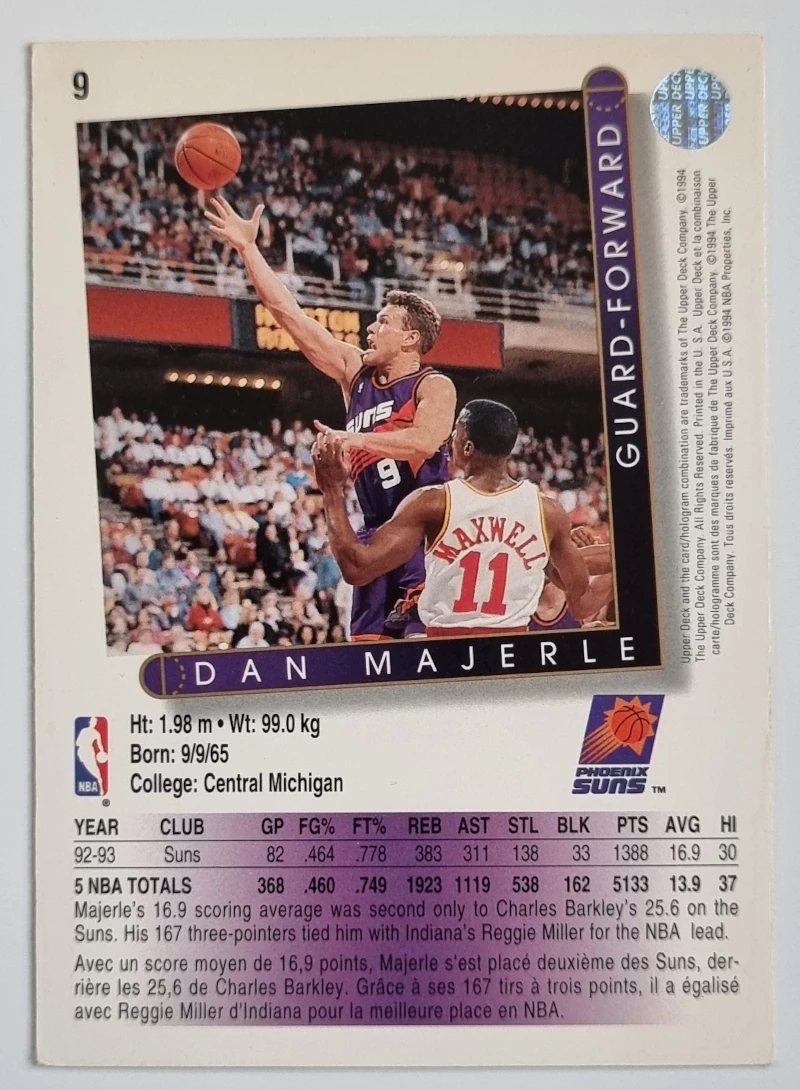 9
UPPER DECK
GUARD-FORWARD
SUNS
9
MAXWELL
11
DAN MAJERLE
Upper Deck and the card/hologram combination are trademarks of The Upper Deck Company. ©1994
The Upper Deck Company. All Rights Reserved. Printed in the U. S. A. Upper Deck et la combinaison
carte/hologramme sont des marques de fabrique de The Upper Deck Company. ©1994 The Upper
Deck Company. Tous droits reservés. Imprimé aux U.S.A. ©1994 NBA Properties, Inc.
NBA
®
Ht: 1.98 m • Wt: 99.0 kg
Born: 9/9/65
College: Central Michigan
PHOENIX
SUNS TM
YEAR CLUB GP FG% FT% REB AST STL BLK PTS AVG HI
92-93 Suns 82 .464 .778 383 311 138 33 1388 16.9 30
5 NBA TOTALS 368 .460 .749 1923 1119 538 162 5133 13.9 37
Majerle's 16.9 scoring average was second only to Charles Barkley's 25.6 on the
Suns. His 167 three-pointers tied him with Indiana's Reggie Miller for the NBA lead.
Avec un score moyen de 16,9 points, Majerle s'est placé deuxième des Suns, der-
rière les 25,6 de Charles Barkley. Grâce à ses 167 tirs à trois points, il a égalisé
avec Reggie Miller d'Indiana pour la meilleure place en NBA.